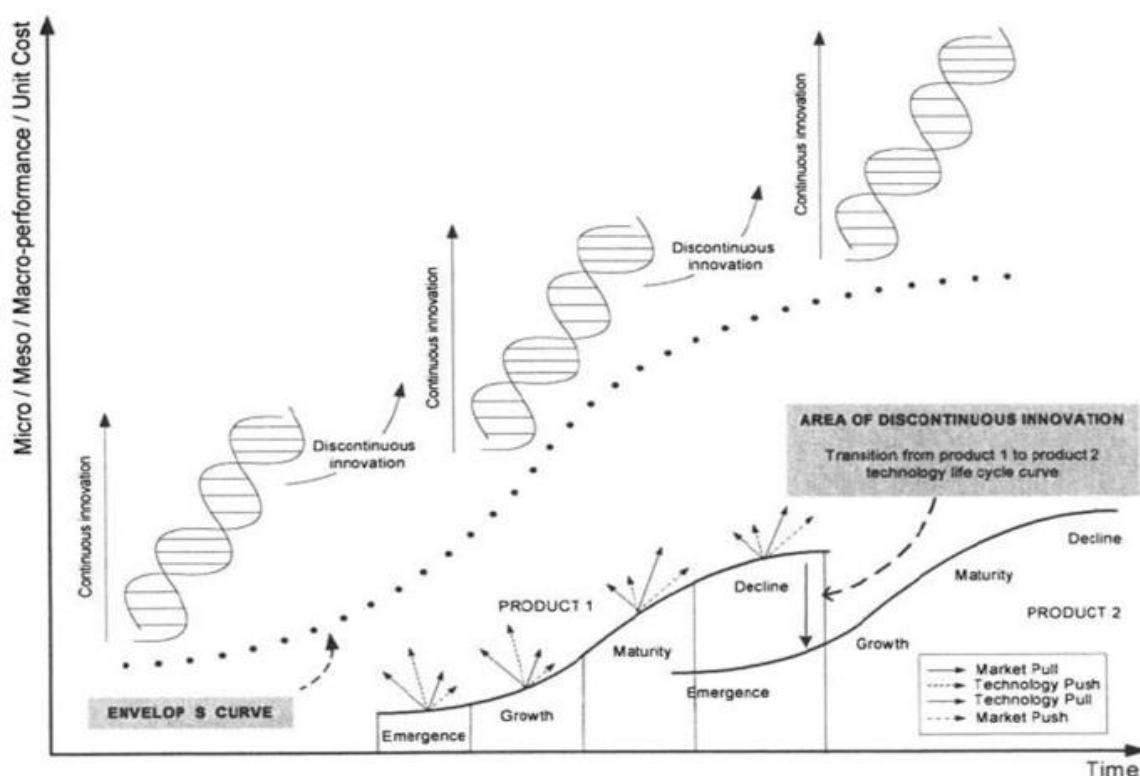 Micro / Meso / Macro-performance / Unit Cost
Continuous innovation
Discontinuous
innovation
Continuous innovation
Discontinuous
innovation
Continuous innovation
AREA OF DISCONTINUOUS INNOVATION
Transition from product 1 to product 2
technology life cycle curve
ENVELOP S CURVE
PRODUCT 1
Emergence
Growth
Maturity
Decline
Emergence
Growth
Maturity
Decline
PRODUCT 2
Market Pull
Technology Push
Technology Pull
Market Push
Time